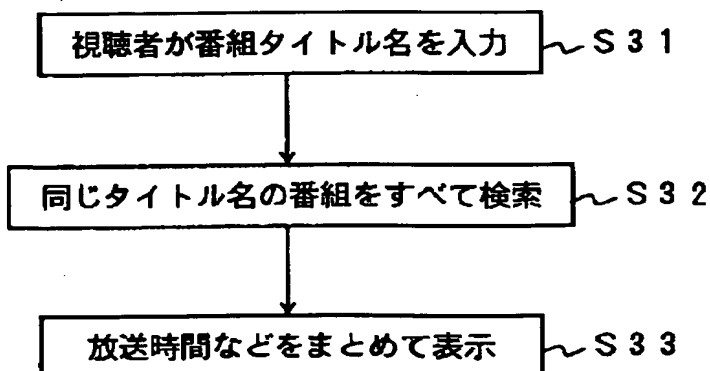 視聴者が番組タイトル名を入力 S31
同じタイトル名の番組をすべて検索 S32
放送時間などをまとめて表示 S33